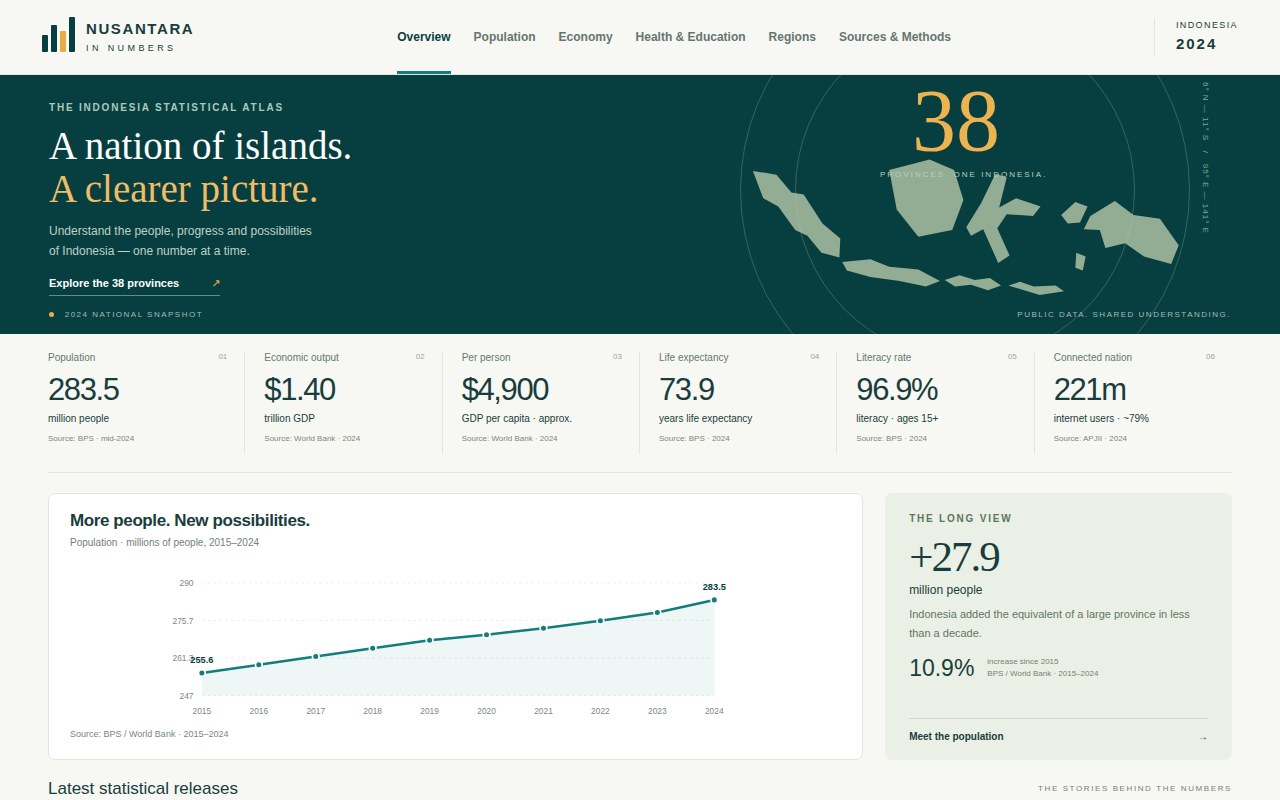 NUSANTARA
IN NUMBERS
Overview
Population
Economy
Health & Education
Regions
Sources & Methods
INDONESIA
2024
THE INDONESIA STATISTICAL ATLAS
A nation of islands.
A clearer picture.
Understand the people, progress and possibilities
of Indonesia — one number at a time.
Explore the 38 provinces ↗
2024 NATIONAL SNAPSHOT
38
PROVINCES. ONE INDONESIA.
6° N — 11° S / 95° E — 141° E
PUBLIC DATA. SHARED UNDERSTANDING.
Population 01
283.5
million people
Source: BPS · mid-2024
Economic output 02
$1.40
trillion GDP
Source: World Bank · 2024
Per person 03
$4,900
GDP per capita · approx.
Source: World Bank · 2024
Life expectancy 04
73.9
years life expectancy
Source: BPS · 2024
Literacy rate 05
96.9%
literacy · ages 15+
Source: BPS · 2024
Connected nation 06
221m
internet users · ~79%
Source: APJII · 2024
More people. New possibilities.
Population · millions of people, 2015–2024
290
275.7
261.3
247
255.6
283.5
2015 2016 2017 2018 2019 2020 2021 2022 2023 2024
Source: BPS / World Bank · 2015–2024
THE LONG VIEW
+27.9
million people
Indonesia added the equivalent of a large province in less
than a decade.
10.9%
increase since 2015
BPS / World Bank · 2015–2024
Meet the population →
Latest statistical releases
THE STORIES BEHIND THE NUMBERS